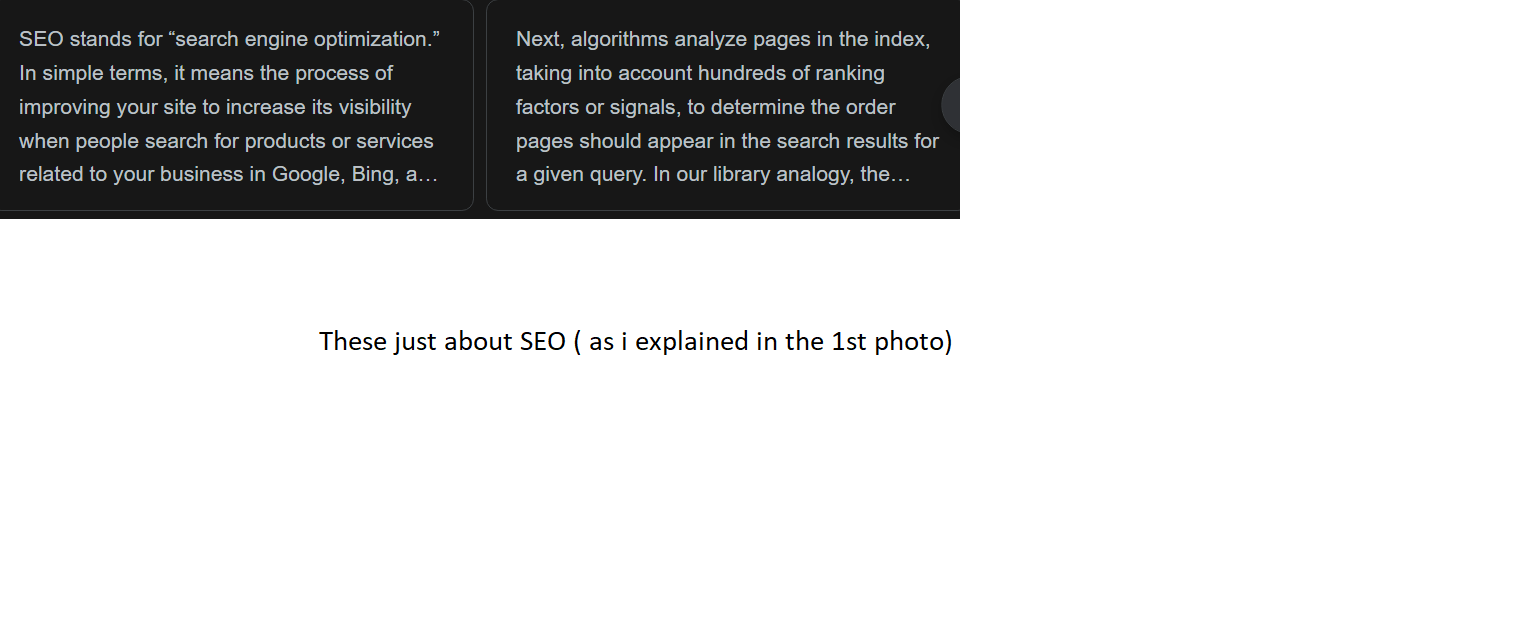 SEO stands for “search engine optimization.”
In simple terms, it means the process of
improving your site to increase its visibility
when people search for products or services
related to your business in Google, Bing, a…
Next, algorithms analyze pages in the index,
taking into account hundreds of ranking
factors or signals, to determine the order
pages should appear in the search results for
a given query. In our library analogy, the…
These just about SEO ( as i explained in the 1st photo)